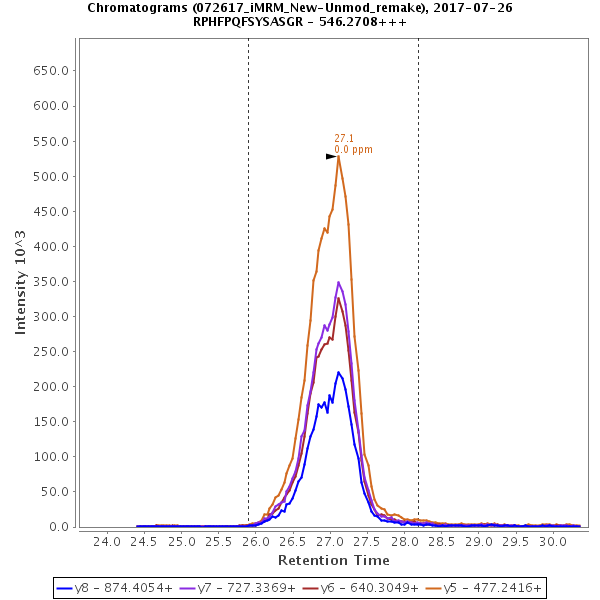 Chromatograms (072617_iMRM_New-Unmod_remake), 2017-07-26
RPHFPQFSYSASGR - 546.2708+++
650.0
600.0
550.0
500.0
450.0
400.0
350.0
300.0
250.0
200.0
150.0
100.0
50.0
0.0
Intensity 10^3
27.1
0.0 ppm
24.0 24.5 25.0 25.5 26.0 26.5 27.0 27.5 28.0 28.5 29.0 29.5 30.0
Retention Time
y8 - 874.4054+ y7 - 727.3369+ y6 - 640.3049+ y5 - 477.2416+